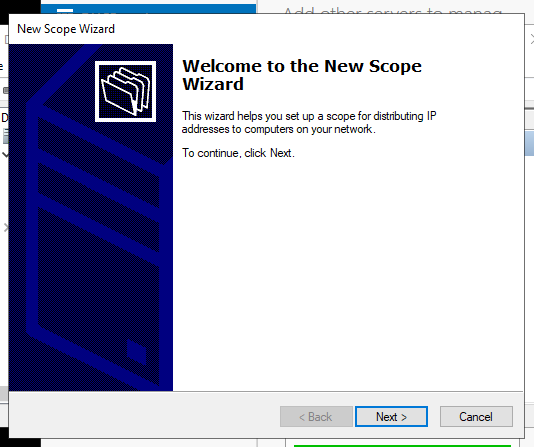 Add other servers to manag
New Scope Wizard
Welcome to the New Scope
Wizard
This wizard helps you set up a scope for distributing IP
addresses to computers on your network.
To continue, click Next.
< Back
Next >
Cancel